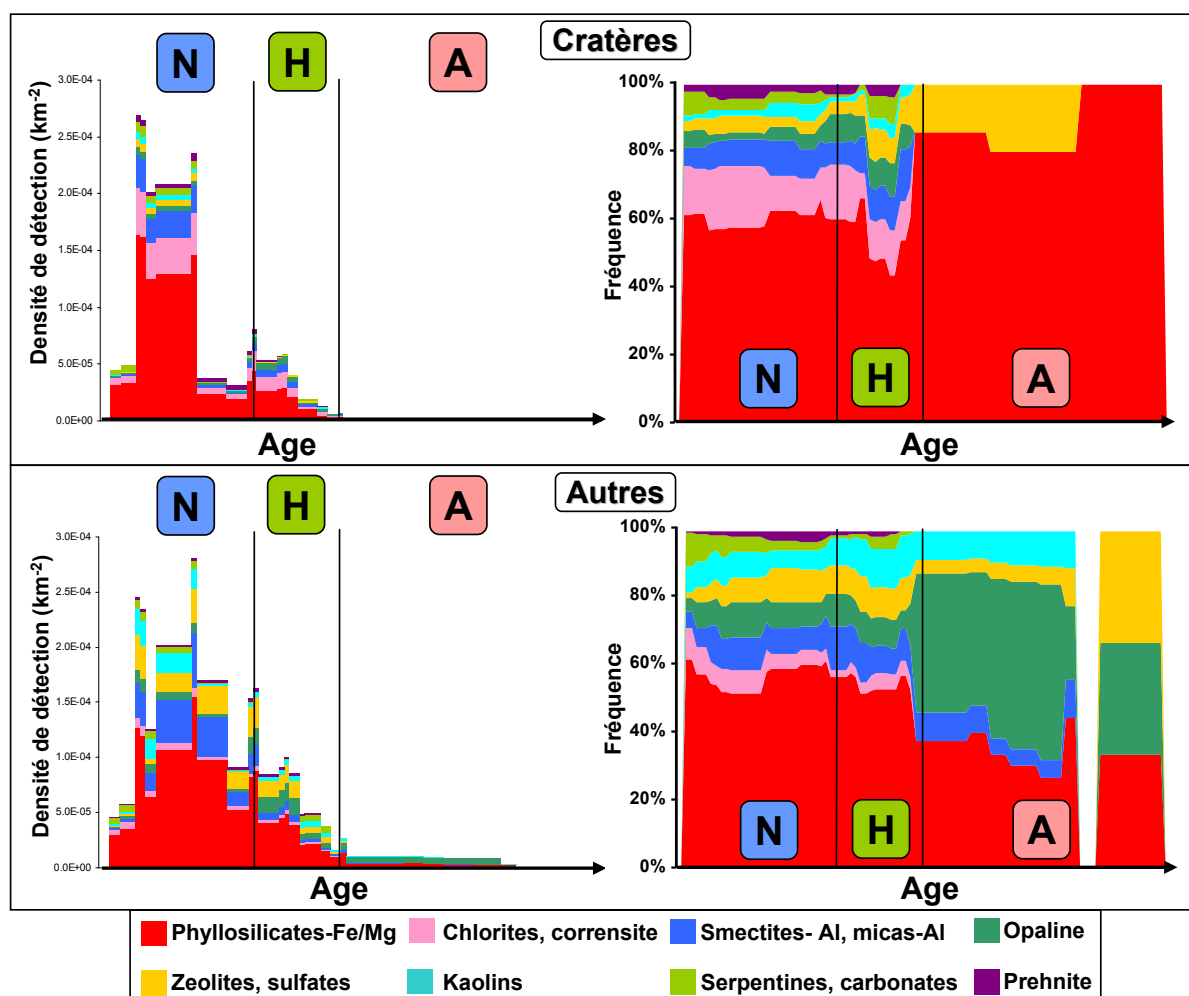 Cratères
N H A
3.0E-04
2.5E-04
2.0E-04
1.5E-04
1.0E-04
5.0E-05
0.0E+00
Densité de détection (km-2)
Age
100%
80%
60%
40%
20%
0%
Fréquence
N H A
Age
Autres
N H A
3.0E-04
2.5E-04
2.0E-04
1.5E-04
1.0E-04
5.0E-05
0.0E+00
Densité de détection (km-2)
Age
100%
80%
60%
40%
20%
0%
Fréquence
N H A
Age
Phyllosilicates-Fe/Mg Chlorites, corrensite Smectites- Al, micas-Al Opaline
Zeolites, sulfates Kaolins Serpentines, carbonates Prehnite